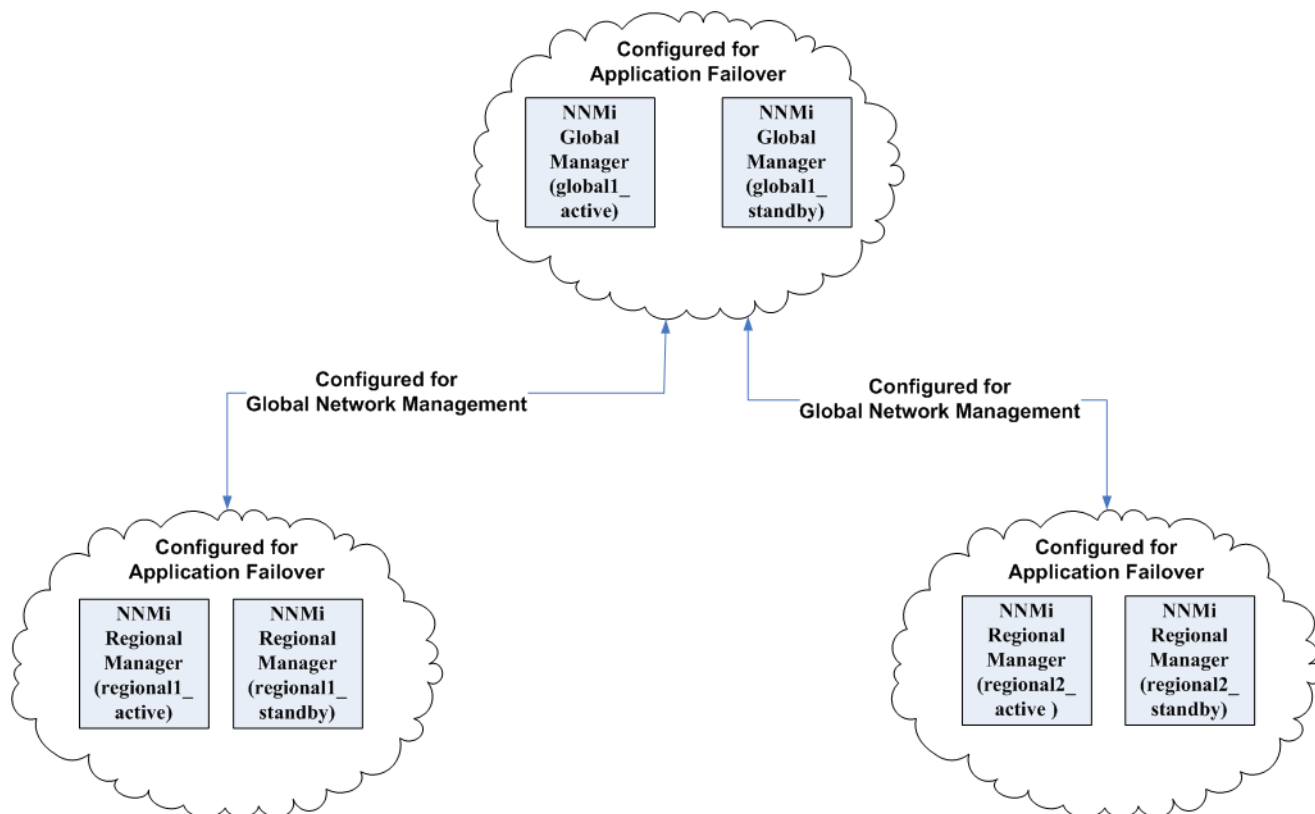 Configured for
Application Failover
NNMi
Global
Manager
(global1_
active)
NNMi
Global
Manager
(global1_
standby)
Configured for
Global Network Management
Configured for
Global Network Management
Configured for
Application Failover
NNMi
Regional
Manager
(regional1_
active)
NNMi
Regional
Manager
(regional1_
standby)
Configured for
Application Failover
NNMi
Regional
Manager
(regional2_
active )
NNMi
Regional
Manager
(regional2_
standby)